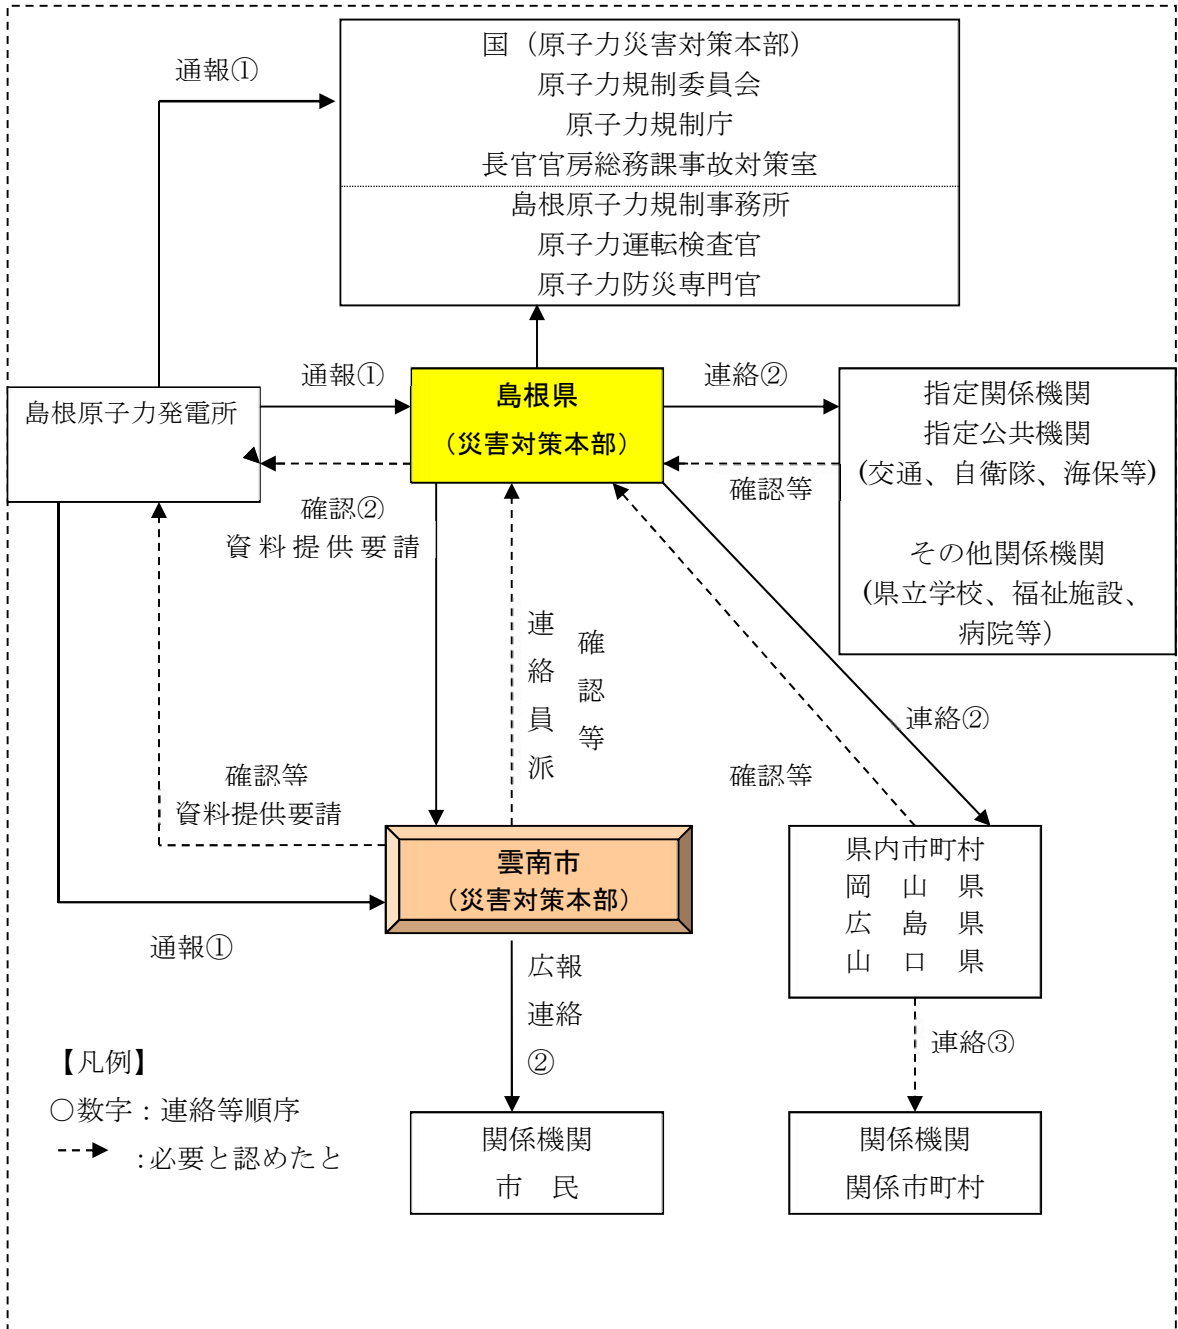 国（原子力災害対策本部）
原子力規制委員会
原子力規制庁
長官官房総務課事故対策室
島根原子力規制事務所
原子力運転検査官
原子力防災専門官
通報①
島根原子力発電所
通報①
島根県
（災害対策本部）
連絡②
指定関係機関
指定公共機関
(交通、自衛隊、海保等)
その他関係機関
(県立学校、福祉施設、
病院等）
確認等
確認②
資料提供要請
連絡員派
確認等
連絡②
確認等
確認等
資料提供要請
雲南市
（災害対策本部）
県内市町村
岡　山　県
広　島　県
山　口　県
通報①
広報
連絡
②
連絡③
【凡例】
○数字：連絡等順序
:必要と認めたと
関係機関
市　民
関係機関
関係市町村